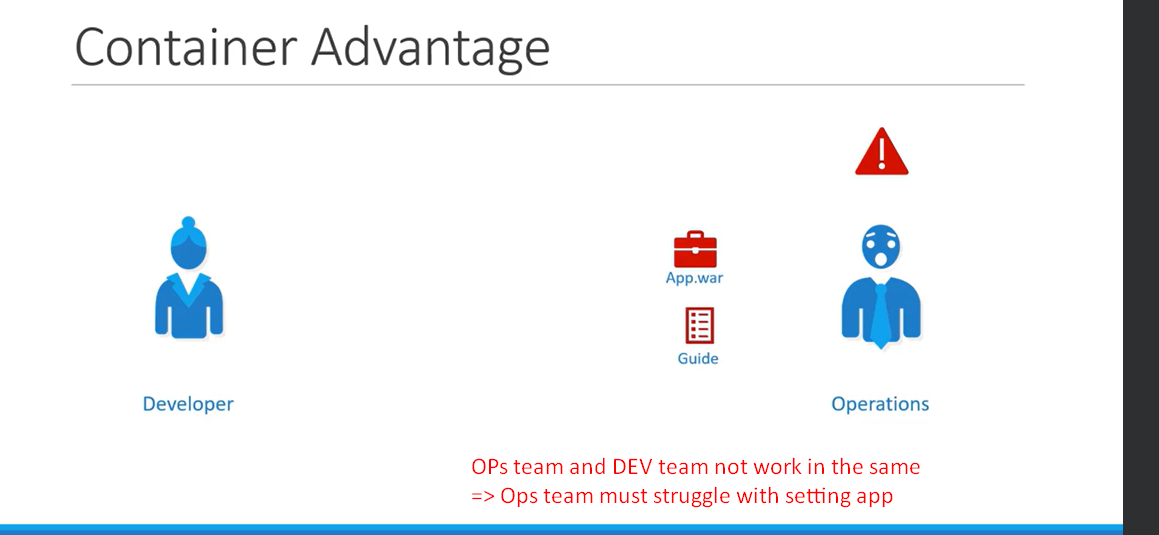 Container Advantage
App.war
Guide
Developer
Operations
OPs team and DEV team not work in the same
=> Ops team must struggle with setting app